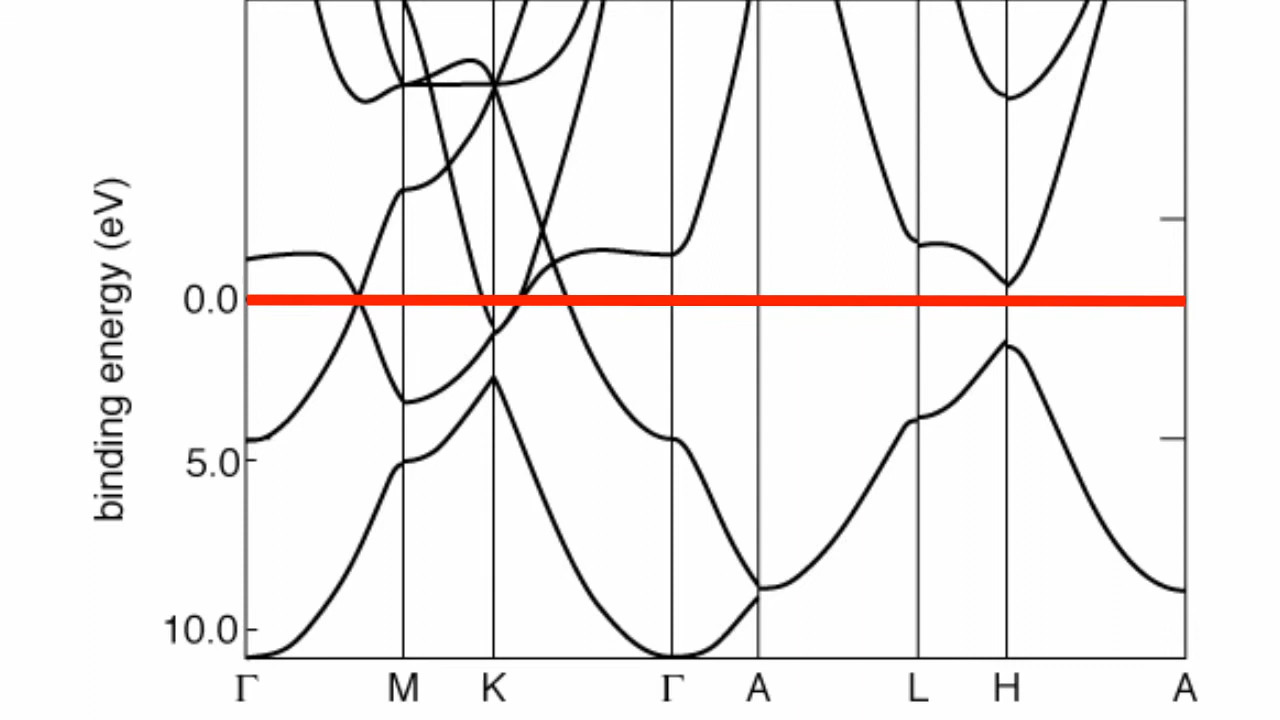 binding energy (eV)
0.0
5.0
10.0
Γ M K Γ A L H A